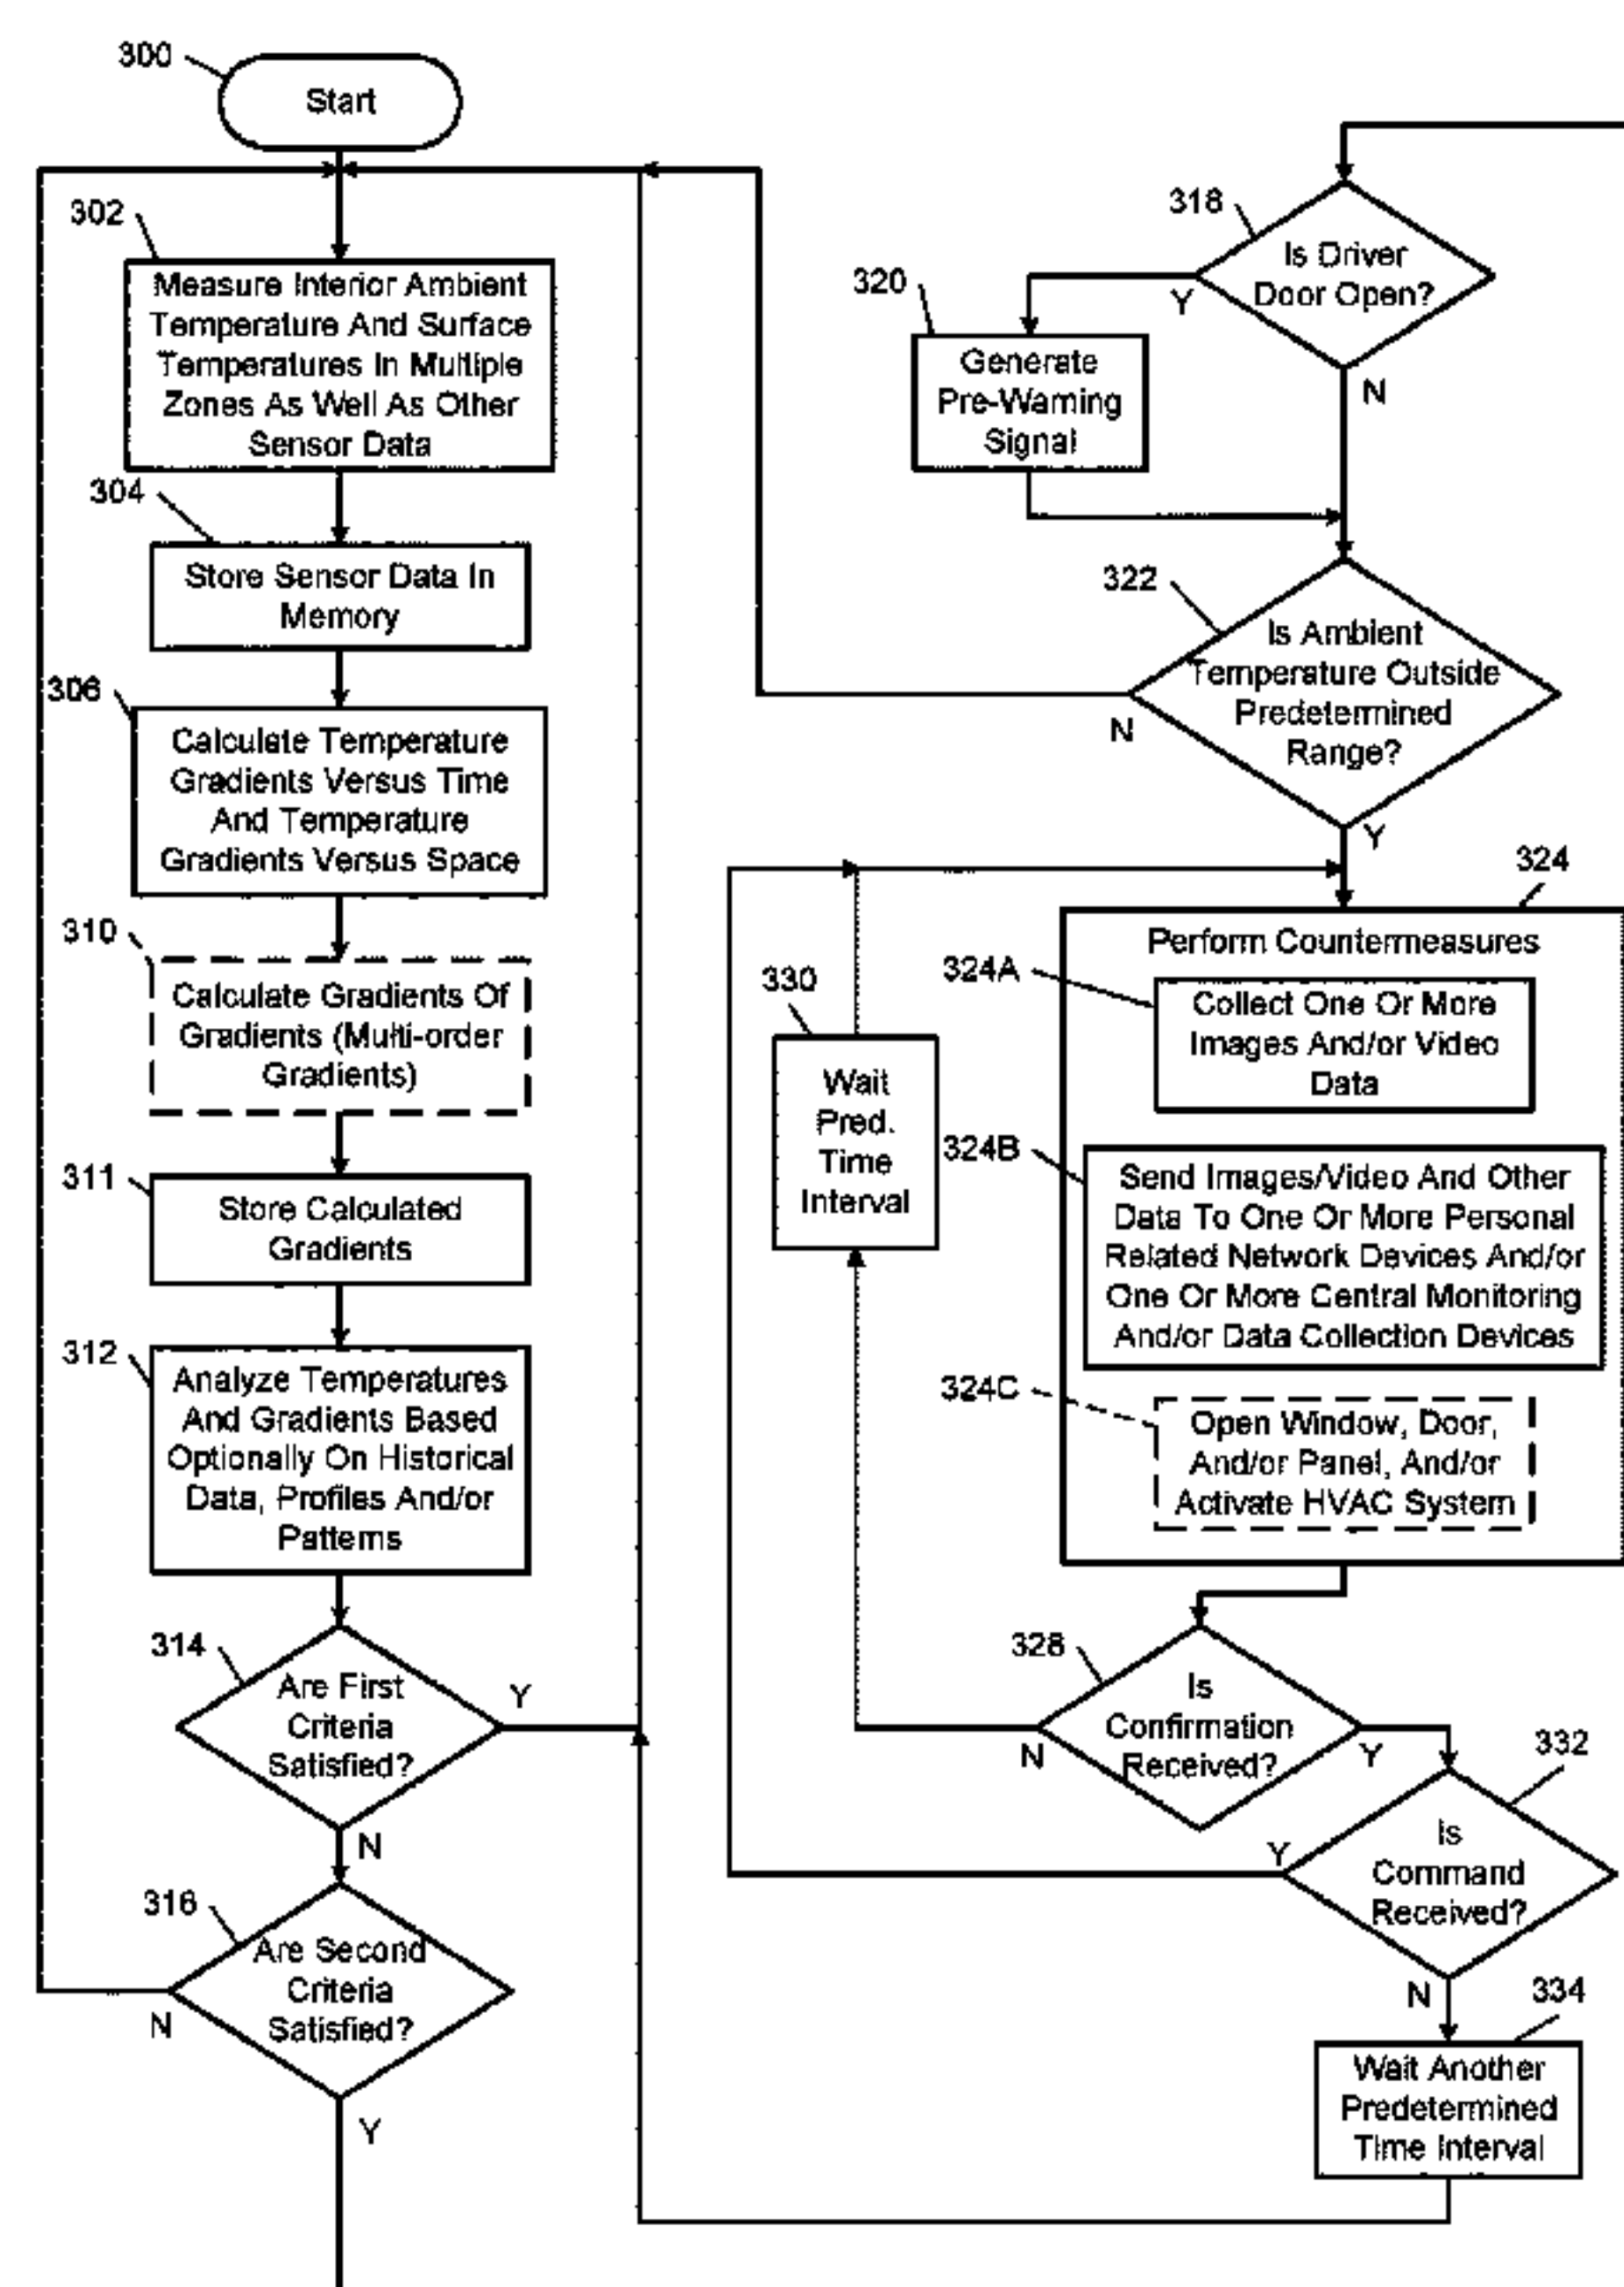 300
Start
302
Measure Interior Ambient
Temperature And Surface
Temperatures In Multiple
Zones As Well As Other
Sensor Data
304
Store Sensor Data In
Memory
306
Calculate Temperature
Gradients Versus Time
And Temperature
Gradients Versus Space
310
Calculate Gradients Of
Gradients (Multi-order
Gradients)
311
Store Calculated
Gradients
312
Analyze Temperatures
And Gradients Based
Optionally On Historical
Data, Profiles And/or
Patterns
314
Are First
Criteria
Satisfied?
Y
N
316
Are Second
Criteria
Satisfied?
N
Y
318
Is Driver
Door Open?
Y
N
320
Generate
Pre-Warning
Signal
322
Is Ambient
Temperature Outside
Predetermined
Range?
N
Y
324
Perform Countermeasures
324A
Collect One Or More
Images And/or Video
Data
324B
Send Images/Video And Other
Data To One Or More Personal
Related Network Devices And/or
One Or More Central Monitoring
And/or Data Collection Devices
324C
Open Window, Door,
And/or Panel, And/or
Activate HVAC System
330
Wait
Pred.
Time
Interval
328
Is
Confirmation
Received?
N
Y
332
Is
Command
Received?
Y
N
334
Wait Another
Predetermined
Time Interval